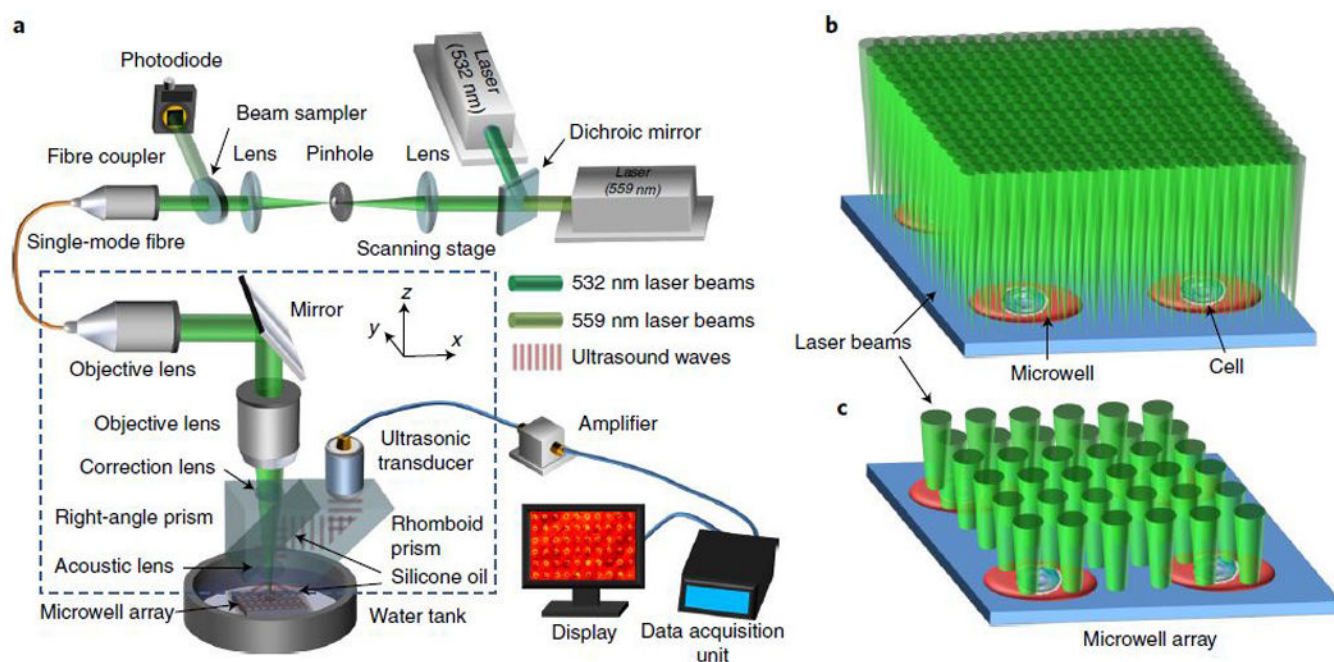 a
Photodiode
Beam sampler
Fibre coupler
Lens
Pinhole
Lens
Laser
(532 nm)
Dichroic mirror
Laser
(559 nm)
Single-mode fibre
Scanning stage
Mirror
z
y
x
532 nm laser beams
559 nm laser beams
Ultrasound waves
Objective lens
Objective lens
Ultrasonic
transducer
Amplifier
Correction lens
Right-angle prism
Rhomboid
prism
Acoustic lens
Silicone oil
Microwell array
Water tank
Display
Data acquisition
unit
b
Laser beams
Microwell
Cell
c
Microwell array